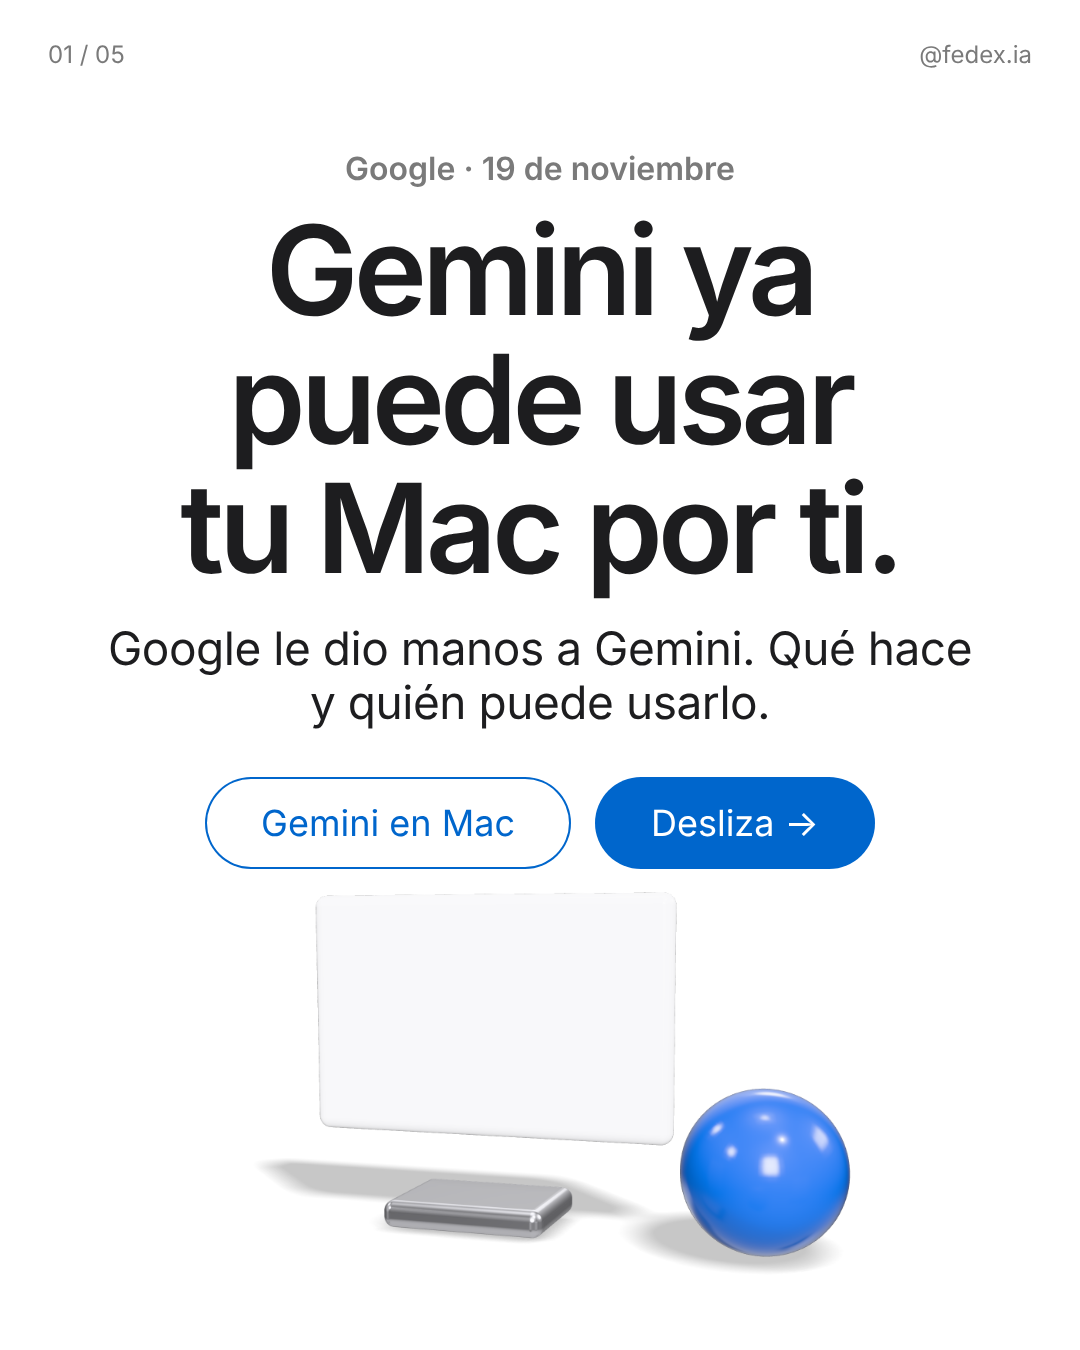 01 / 05
@fedex.ia
Google · 19 de noviembre
Gemini ya
puede usar
tu Mac por ti.
Google le dio manos a Gemini. Qué hace
y quién puede usarlo.
Gemini en Mac
Desliza →